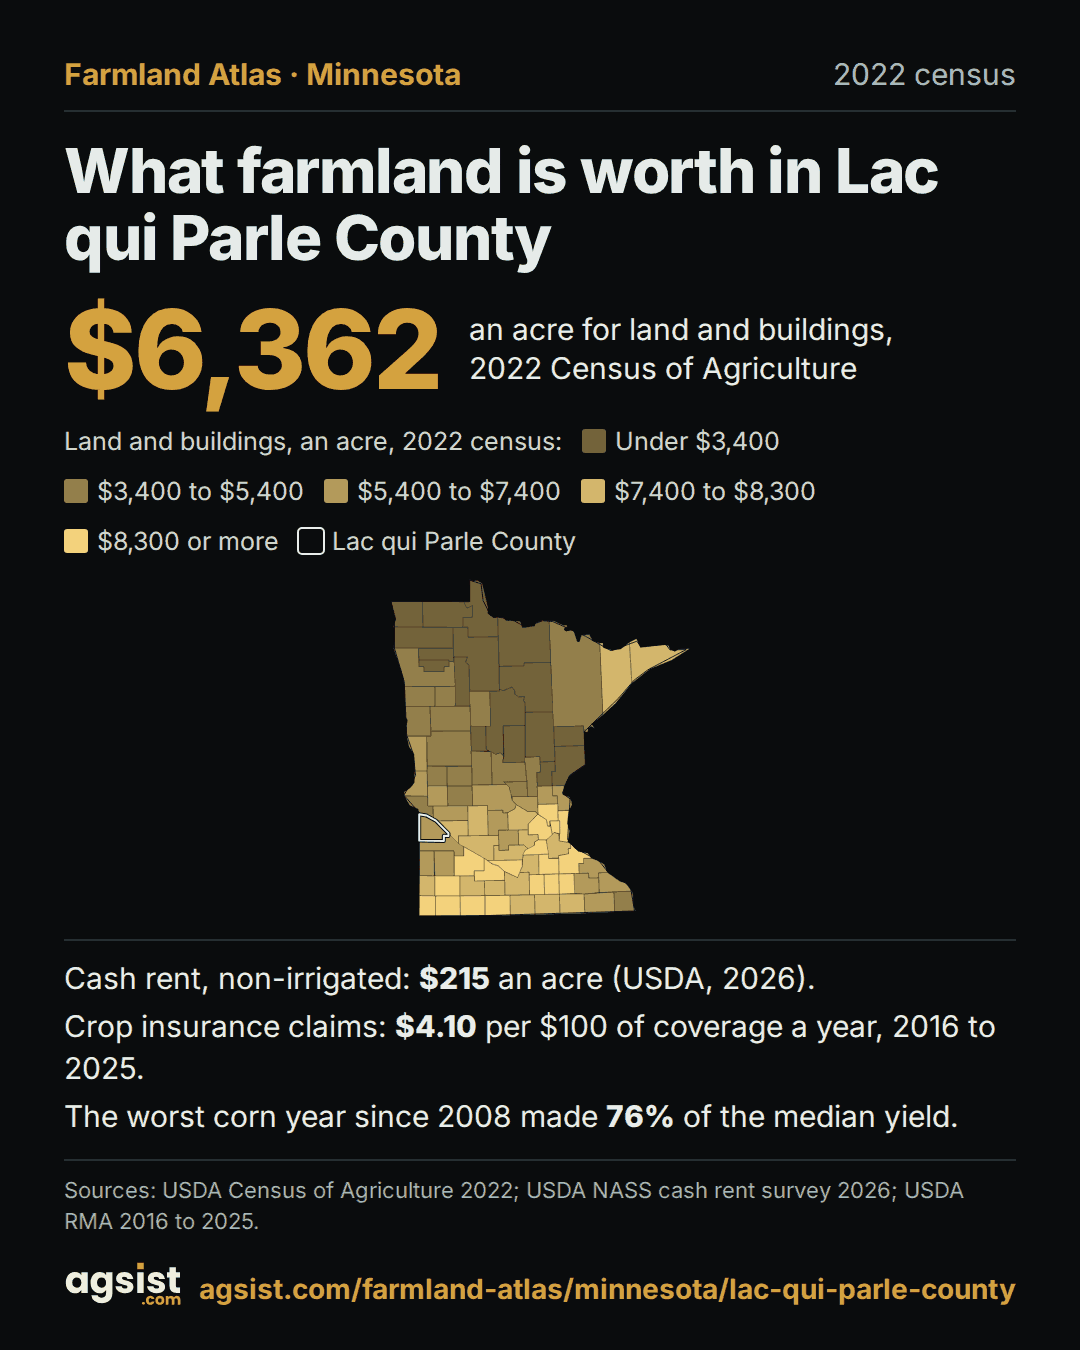 Farmland Atlas · Minnesota
2022 census
What farmland is worth in Lac
qui Parle County
$6,362
an acre for land and buildings,
2022 Census of Agriculture
Land and buildings, an acre, 2022 census: Under $3,400
$3,400 to $5,400 $5,400 to $7,400 $7,400 to $8,300
$8,300 or more Lac qui Parle County
Cash rent, non-irrigated: $215 an acre (USDA, 2026).
Crop insurance claims: $4.10 per $100 of coverage a year, 2016 to
2025.
The worst corn year since 2008 made 76% of the median yield.
Sources: USDA Census of Agriculture 2022; USDA NASS cash rent survey 2026; USDA
RMA 2016 to 2025.
agsist
.com
agsist.com/farmland-atlas/minnesota/lac-qui-parle-county